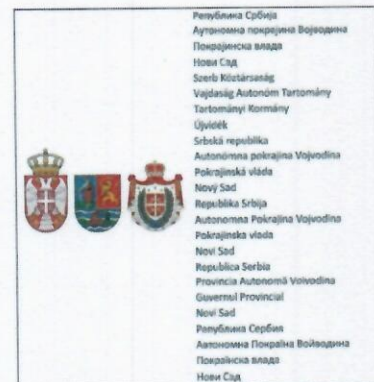 Република Србија
Аутономна покрајина Војводина
Покрајинска влада
Нови Сад
Szerb Köztársaság
Vajdaság Autonóm Tartomány
Tartományi Kormány
Újvidék
Srbská republika
Autonómna pokrajina Vojvodina
Pokrajinská vláda
Nový Sad
Republika Srbija
Autonomna Pokrajina Vojvodina
Pokrajinska vlada
Novi Sad
Republica Serbia
Provincia Autonomă Voivodina
Guvernul Provincial
Novi Sad
Републики Сербия
Автономна Покраїна Войводина
Покраїнска влада
Нови Сад